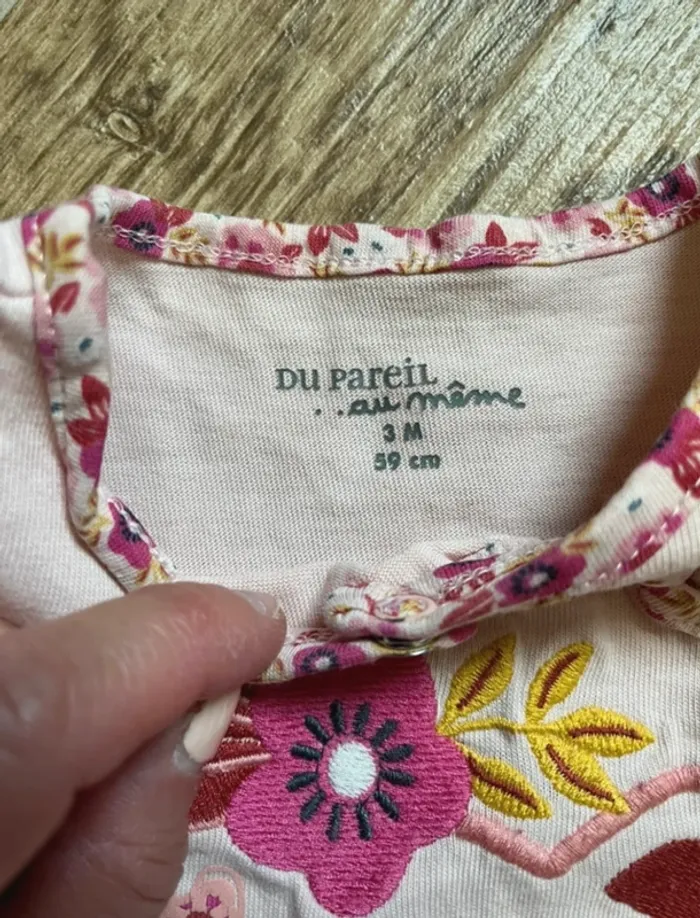 Du Pareil
..au même
3 M
59 cm